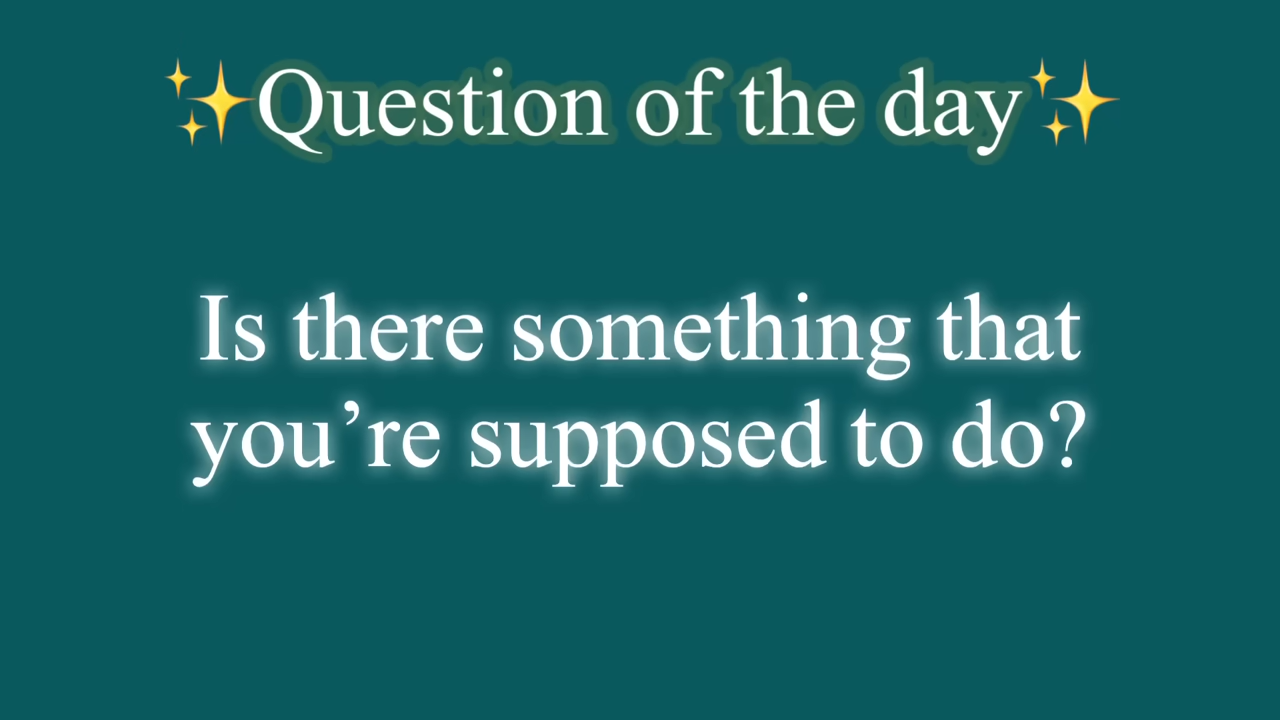 ✨Question of the day✨
Is there something that
you’re supposed to do?